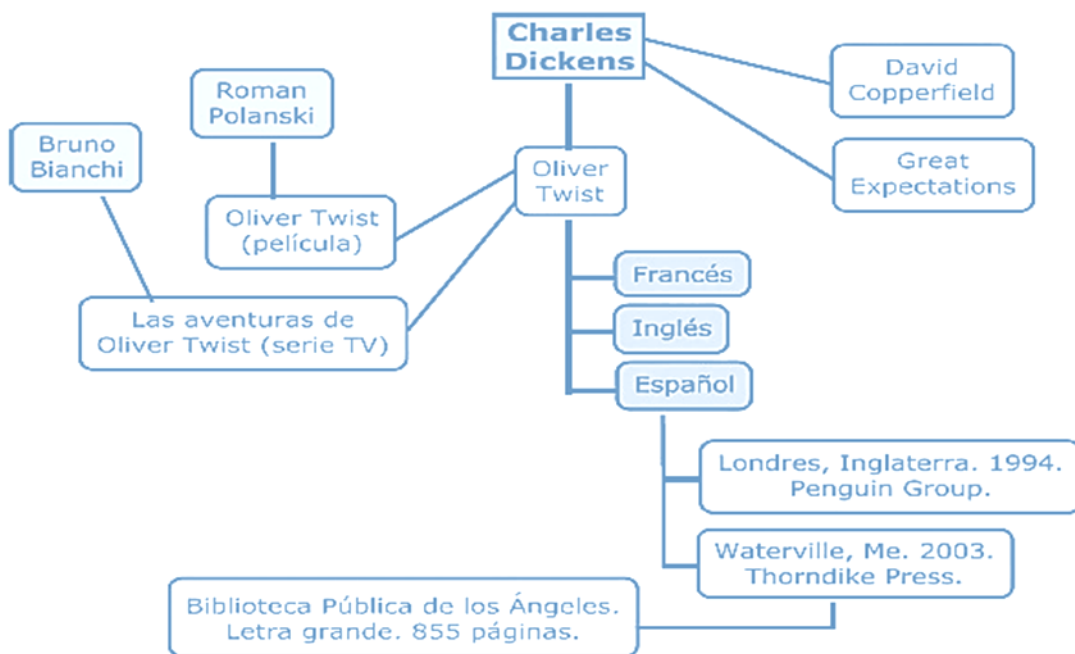 Charles
Dickens
David
Copperfield
Roman
Polanski
Bruno
Bianchi
Great
Expectations
Oliver
Twist
Oliver Twist
(película)
Francés
Las aventuras de
Oliver Twist (serie TV)
Inglés
Español
Londres, Inglaterra. 1994.
Penguin Group.
Waterville, Me. 2003.
Thorndike Press.
Biblioteca Pública de los Ángeles.
Letra grande. 855 páginas.